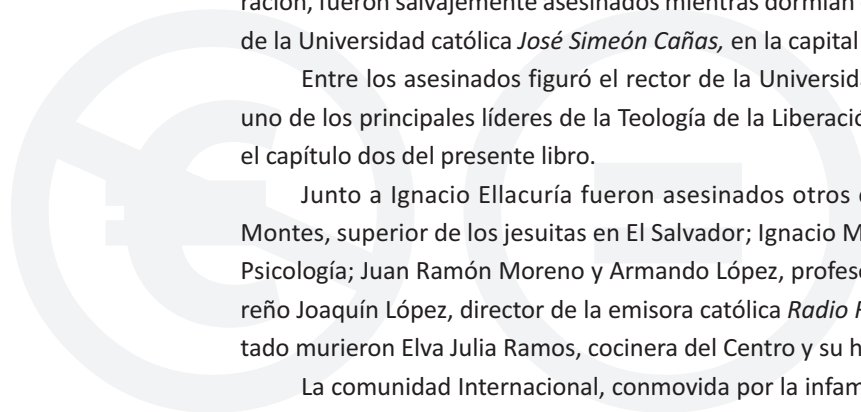 ración, fueron salvajemente asesinados mientras dormían
de la Universidad católica José Simeón Cañas, en la capital
Entre los asesinados figuró el rector de la Universid
uno de los principales líderes de la Teología de la Liberaci
el capítulo dos del presente libro.
Junto a Ignacio Ellacuría fueron asesinados otros
Montes, superior de los jesuitas en El Salvador; Ignacio M
Psicología; Juan Ramón Moreno y Armando López, profes
reño Joaquín López, director de la emisora católica Radio
tado murieron Elva Julia Ramos, cocinera del Centro y su h
La comunidad Internacional, conmovida por la infam